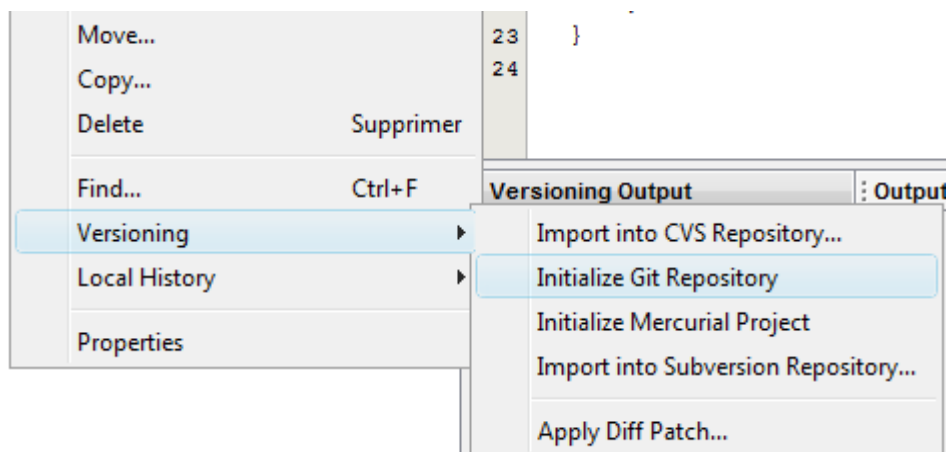 Move...
Copy...
Delete Supprimer
Find... Ctrl+F
Versioning
Local History
Properties
23 }
24
Versioning Output
Output
Import into CVS Repository...
Initialize Git Repository
Initialize Mercurial Project
Import into Subversion Repository...
Apply Diff Patch...